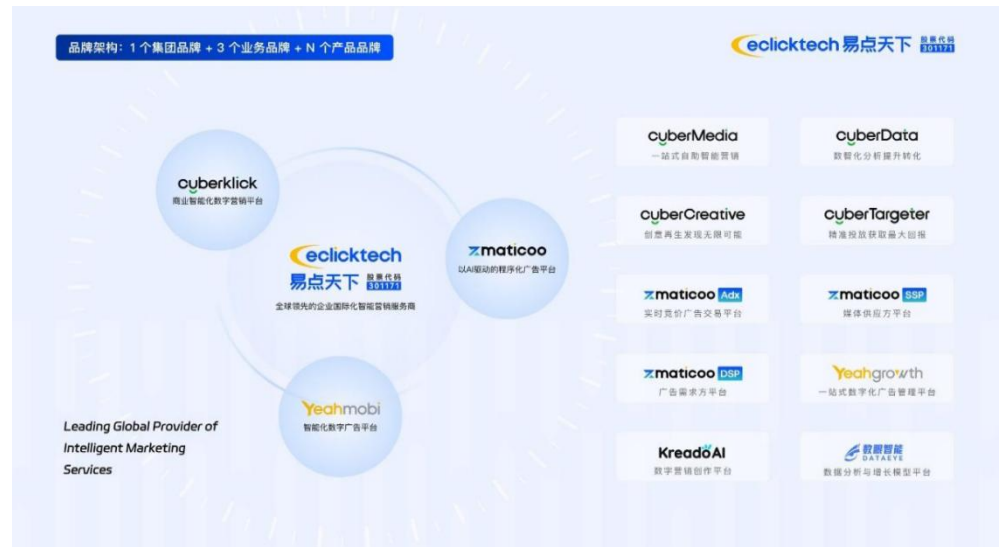 品牌架构：1 个集团品牌 + 3 个业务品牌 + N 个产品品牌
eclicktech 易点天下 股票代码 301171
cyberklick
商业智能化数字营销平台
eclicktech
易点天下 股票代码 301171
全球领先的企业国际化智能营销服务商
zmaticoo
以AI驱动的程序化广告平台
Yeahmobi
智能化数字广告平台
Leading Global Provider of
Intelligent Marketing
Services
cyberMedia
一站式自助智能营销
cyberData
数智化分析提升转化
cyberCreative
创意再生发现无限可能
cyberTargeter
精准投放获取最大回报
zmaticoo Adx
实时竞价广告交易平台
zmaticoo SSP
媒体供应方平台
zmaticoo DSP
广告需求方平台
Yeahgrowth
一站式数字化广告管理平台
KreadoAI
数字营销创作平台
数眼智能
DATAEYE
数据分析与增长模型平台